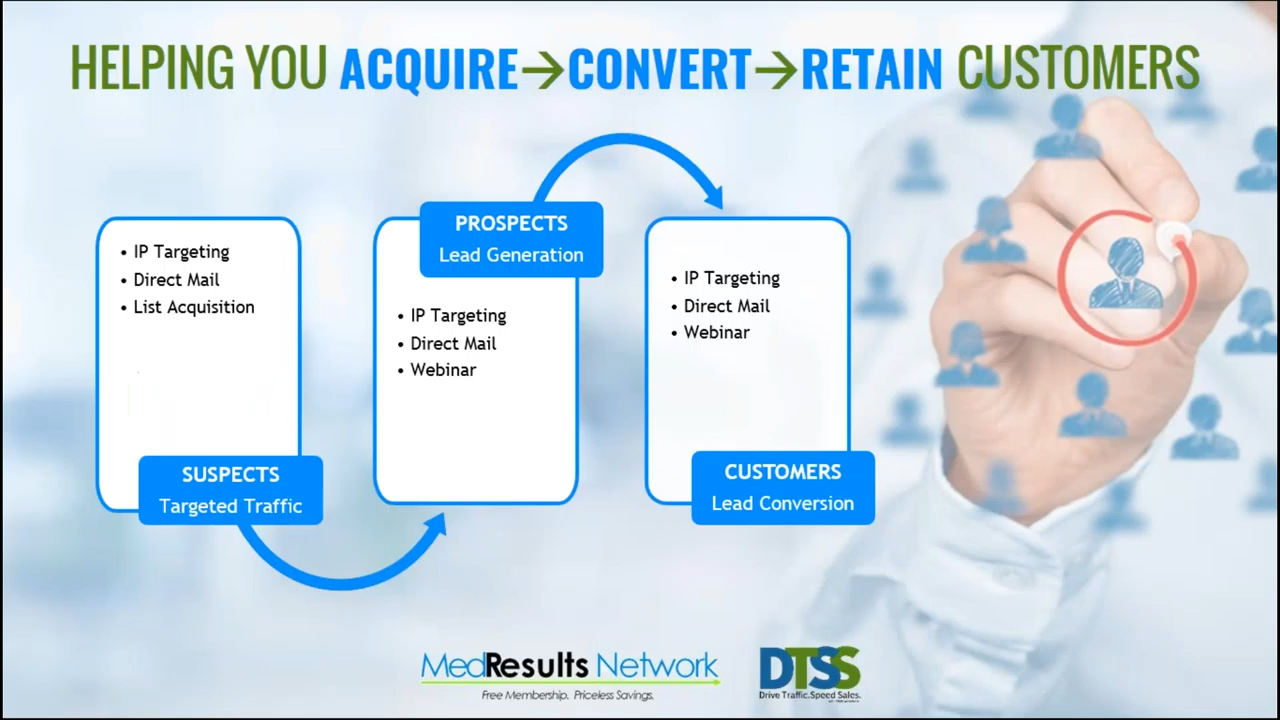 HELPING YOU ACQUIRE→CONVERT→RETAIN CUSTOMERS
• IP Targeting
• Direct Mail
• List Acquisition
SUSPECTS
Targeted Traffic
PROSPECTS
Lead Generation
• IP Targeting
• Direct Mail
• Webinar
• IP Targeting
• Direct Mail
• Webinar
CUSTOMERS
Lead Conversion
MedResults Network
Free Membership. Priceless Savings.
DTSS
Drive Traffic.Speed Sales.